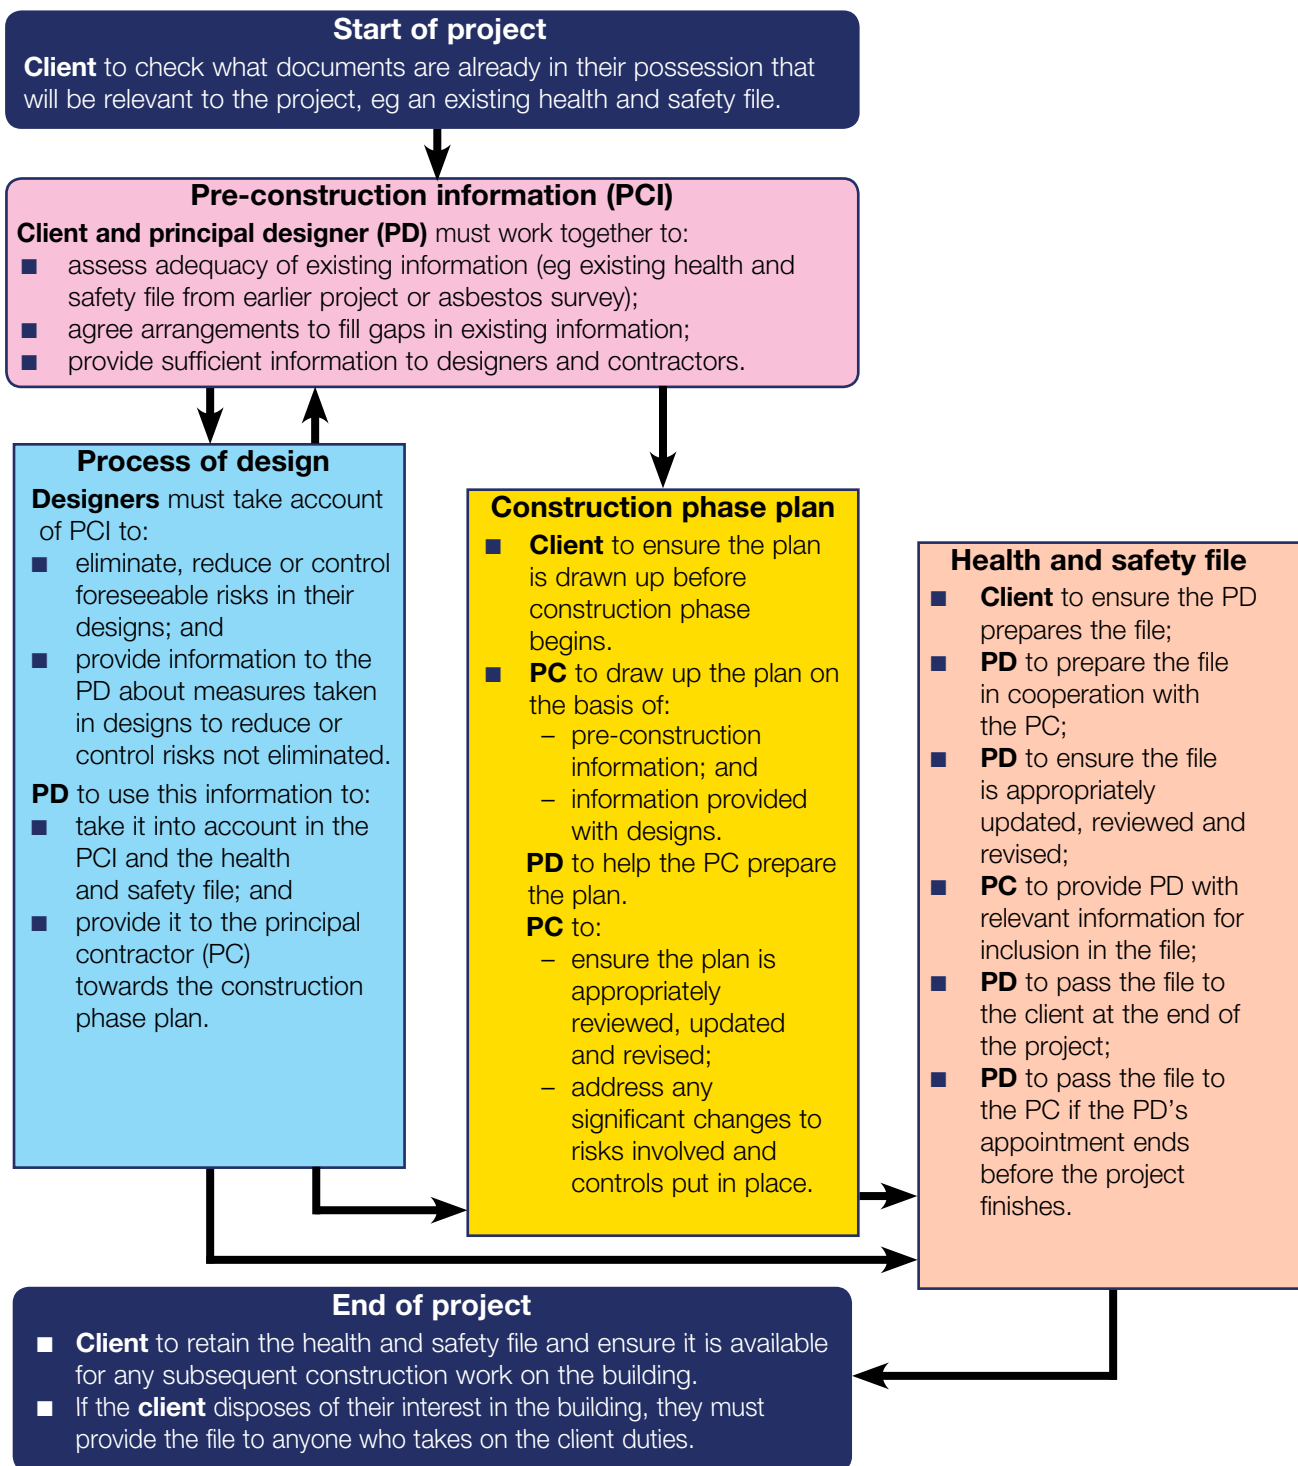 Start of project
Client to check what documents are already in their possession that
will be relevant to the project, eg an existing health and safety file.
Pre-construction information (PCI)
Client and principal designer (PD) must work together to:
■ assess adequacy of existing information (eg existing health and
safety file from earlier project or asbestos survey);
■ agree arrangements to fill gaps in existing information;
■ provide sufficient information to designers and contractors.
Process of design
Designers must take account
of PCI to:
■ eliminate, reduce or control
foreseeable risks in their
designs; and
■ provide information to the
PD about measures taken
in designs to reduce or
control risks not eliminated.
PD to use this information to:
■ take it into account in the
PCI and the health
and safety file; and
■ provide it to the principal
contractor (PC)
towards the construction
phase plan.
Construction phase plan
■ Client to ensure the plan
is drawn up before
construction phase
begins.
■ PC to draw up the plan on
the basis of:
– pre-construction
information; and
– information provided
with designs.
PD to help the PC prepare
the plan.
PC to:
– ensure the plan is
appropriately
reviewed, updated
and revised;
– address any
significant changes to
risks involved and
controls put in place.
Health and safety file
■ Client to ensure the PD
prepares the file;
■ PD to prepare the file
in cooperation with
the PC;
■ PD to ensure the file
is appropriately
updated, reviewed and
revised;
■ PC to provide PD with
relevant information for
inclusion in the file;
■ PD to pass the file to
the client at the end of
the project;
■ PD to pass the file to
the PC if the PD’s
appointment ends
before the project
finishes.
End of project
■ Client to retain the health and safety file and ensure it is available
for any subsequent construction work on the building.
■ If the client disposes of their interest in the building, they must
provide the file to anyone who takes on the client duties.